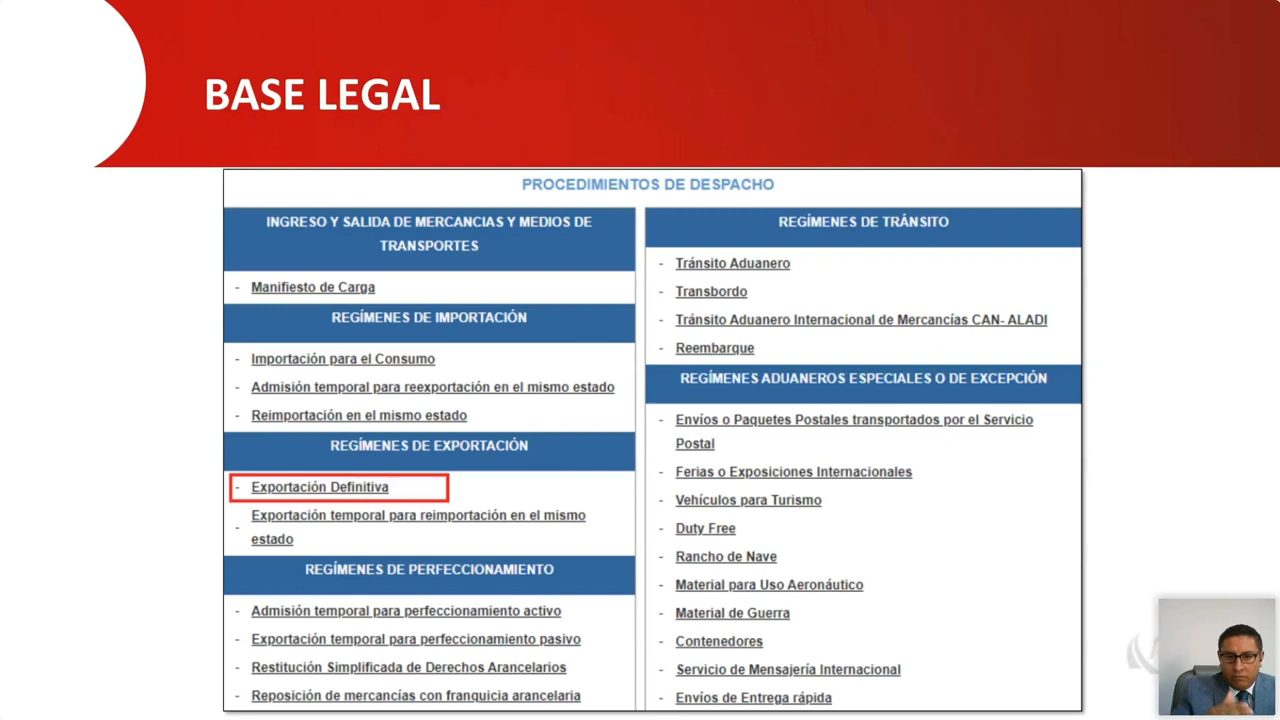 BASE LEGAL
PROCEDIMIENTOS DE DESPACHO
INGRESO Y SALIDA DE MERCANCIAS Y MEDIOS DE
TRANSPORTES
- Manifiesto de Carga
REGÍMENES DE IMPORTACIÓN
- Importación para el Consumo
- Admisión temporal para reexportación en el mismo estado
- Reimportación en el mismo estado
REGÍMENES DE EXPORTACIÓN
- Exportación Definitiva
- Exportación temporal para reimportación en el mismo
estado
REGÍMENES DE PERFECCIONAMIENTO
- Admisión temporal para perfeccionamiento activo
- Exportación temporal para perfeccionamiento pasivo
- Restitución Simplificada de Derechos Arancelarios
- Reposición de mercancías con franquicia arancelaria
REGÍMENES DE TRÁNSITO
- Tránsito Aduanero
- Transbordo
- Tránsito Aduanero Internacional de Mercancías CAN- ALADI
- Reembarque
REGÍMENES ADUANEROS ESPECIALES O DE EXCEPCIÓN
- Envíos o Paquetes Postales transportados por el Servicio
Postal
- Ferias o Exposiciones Internacionales
- Vehículos para Turismo
- Duty Free
- Rancho de Nave
- Material para Uso Aeronáutico
- Material de Guerra
- Contenedores
- Servicio de Mensajería Internacional
- Envíos de Entrega rápida